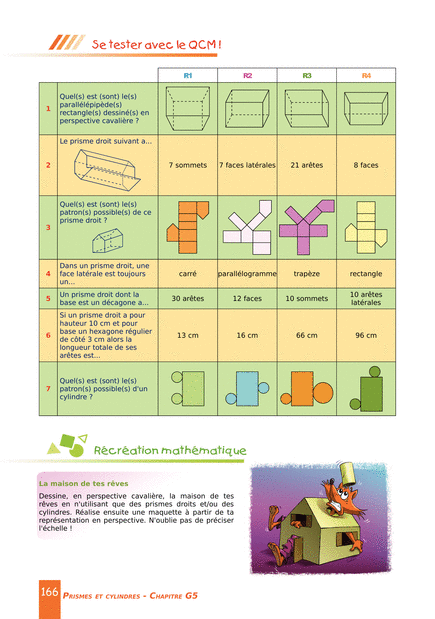 Se tester avec le QCM !
R1 R2 R3 R4
1
Quel(s) est (sont) le(s)
parallélépipède(s)
rectangle(s) dessiné(s) en
perspective cavalière ?
2
Le prisme droit suivant a...
7 sommets
7 faces latérales
21 arêtes
8 faces
3
Quel(s) est (sont) le(s)
patron(s) possible(s) de ce
prisme droit ?
4
Dans un prisme droit, une
face latérale est toujours
un...
carré
parallélogramme
trapèze
rectangle
5
Un prisme droit dont la
base est un décagone a...
30 arêtes
12 faces
10 sommets
10 arêtes
latérales
6
Si un prisme droit a pour
hauteur 10 cm et pour
base un hexagone régulier
de côté 3 cm alors la
longueur totale de ses
arêtes est...
13 cm
16 cm
66 cm
96 cm
7
Quel(s) est (sont) le(s)
patron(s) possible(s) d'un
cylindre ?
Récréation mathématique
La maison de tes rêves
Dessine, en perspective cavalière, la maison de tes
rêves en n'utilisant que des prismes droits et/ou des
cylindres. Réalise ensuite une maquette à partir de ta
représentation en perspective. N'oublie pas de préciser
l'échelle !
166 PRISMES ET CYLINDRES - CHAPITRE G5